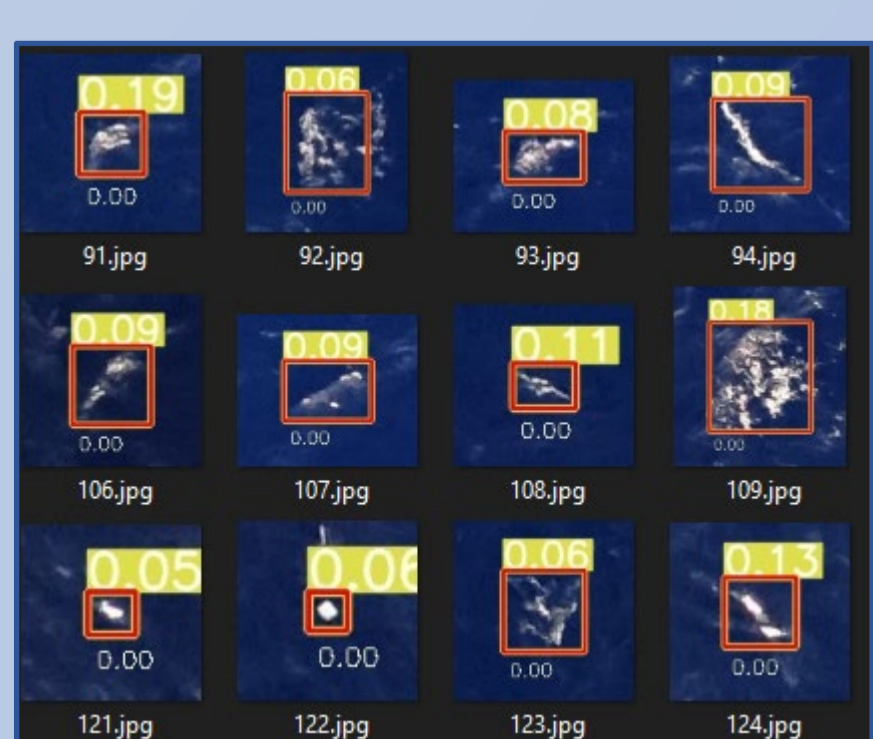 0.19 0.06 0.08 0.09
0.00 0.00 0.00 0.00
91.jpg 92.jpg 93.jpg 94.jpg
0.09 0.09 0.11 0.18
0.00 0.00 0.00 0.00
106.jpg 107.jpg 108.jpg 109.jpg
0.05 0.06 0.06 0.13
0.00 0.00 0.00 0.00
121.jpg 122.jpg 123.jpg 124.jpg